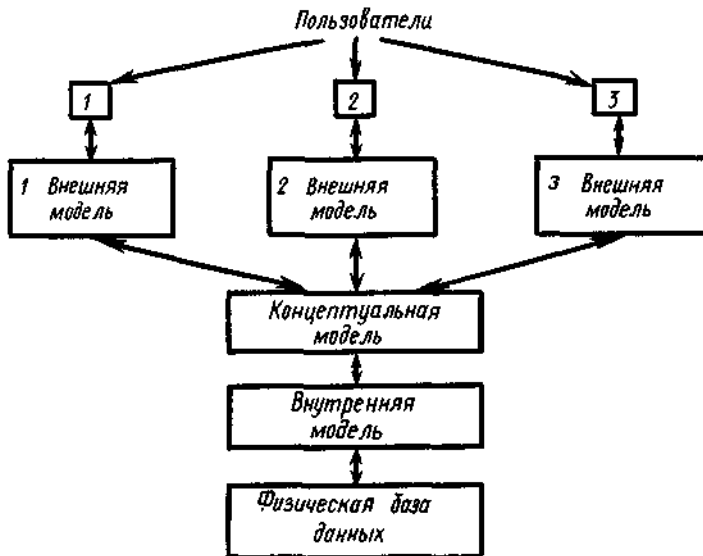 Пользователи
1
2
3
1 Внешняя
модель
2 Внешняя
модель
3 Внешняя
модель
Концептуальная
модель
Внутренняя
модель
Физическая база
данных